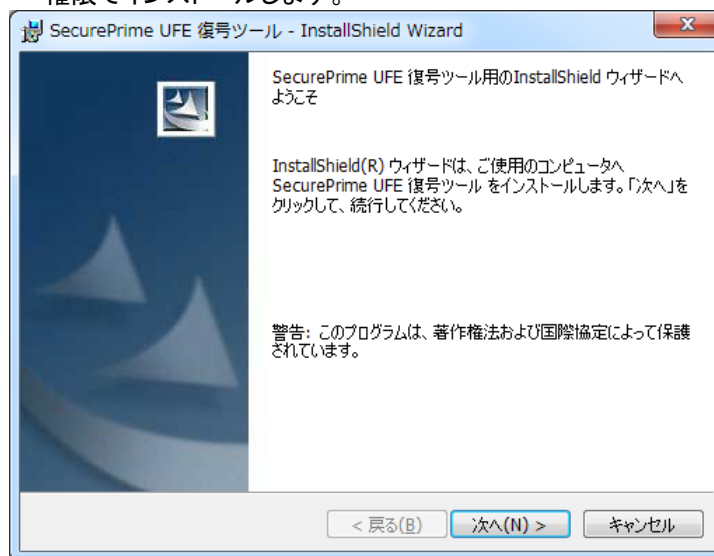 権限でインストールします。
SecurePrime UFE 復号ツール - InstallShield Wizard
SecurePrime UFE 復号ツール用のInstallShield ウィザードへ
ようこそ
InstallShield(R) ウィザードは、ご使用のコンピュータへ
SecurePrime UFE 復号ツール をインストールします。「次へ」を
クリックして、続行してください。
警告: このプログラムは、著作権法および国際協定によって保護
されています。
< 戻る(B) 次へ(N) > キャンセル